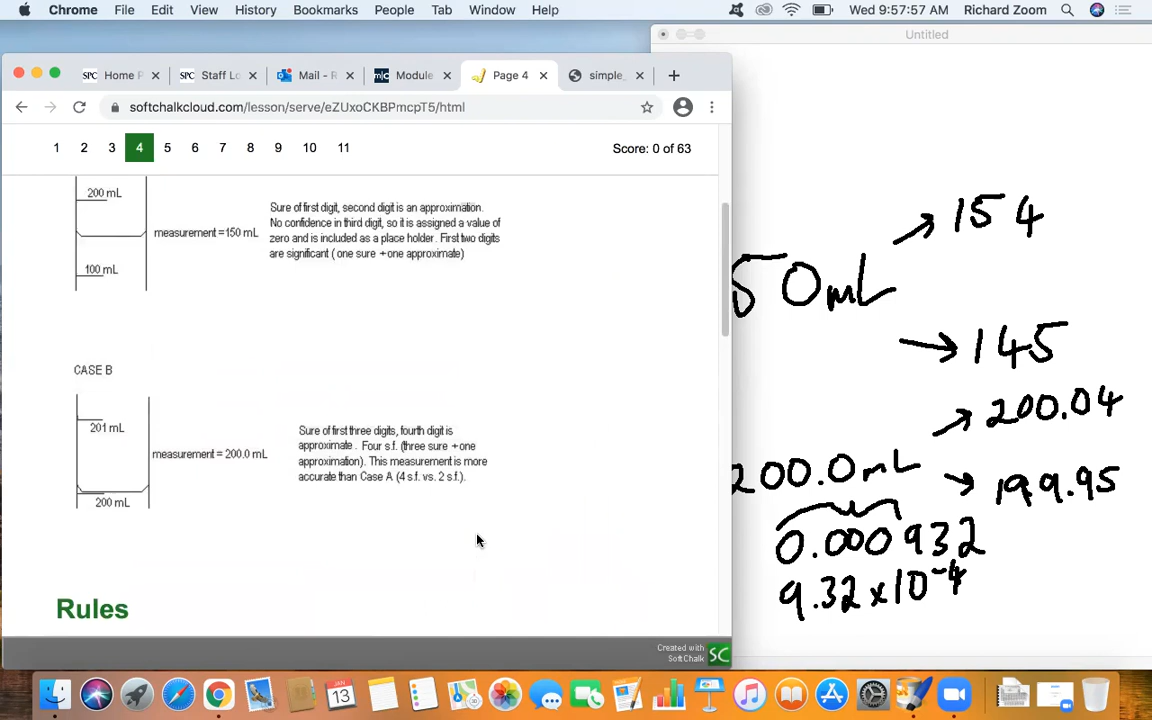 Chrome File Edit View History Bookmarks People Tab Window Help Wed 9:57:57 AM Richard Zoom
Untitled
SPC Home P SPC Staff Lo Mail - R m|c Module Page 4 simple_
softchalkcloud.com/lesson/serve/eZUxoCKBPmcpT5/html
1 2 3 4 5 6 7 8 9 10 11 Score: 0 of 63
200 mL
measurement =150 mL
100 mL
Sure of first digit, second digit is an approximation.
No confidence in third digit, so it is assigned a value of
zero and is included as a place holder. First two digits
are significant ( one sure +one approximate)
CASE B
201 mL
measurement = 200.0 mL
200 mL
Sure of first three digits, fourth digit is
approximate . Four s.f. (three sure +one
approximation). This measurement is more
accurate than Case A (4 s.f. vs. 2 s.f.).
Rules
Created with
SoftChalk SC
154
50mL
145
200.04
200.0mL
199.95
0.000932
9.32x10-4
JAN
13